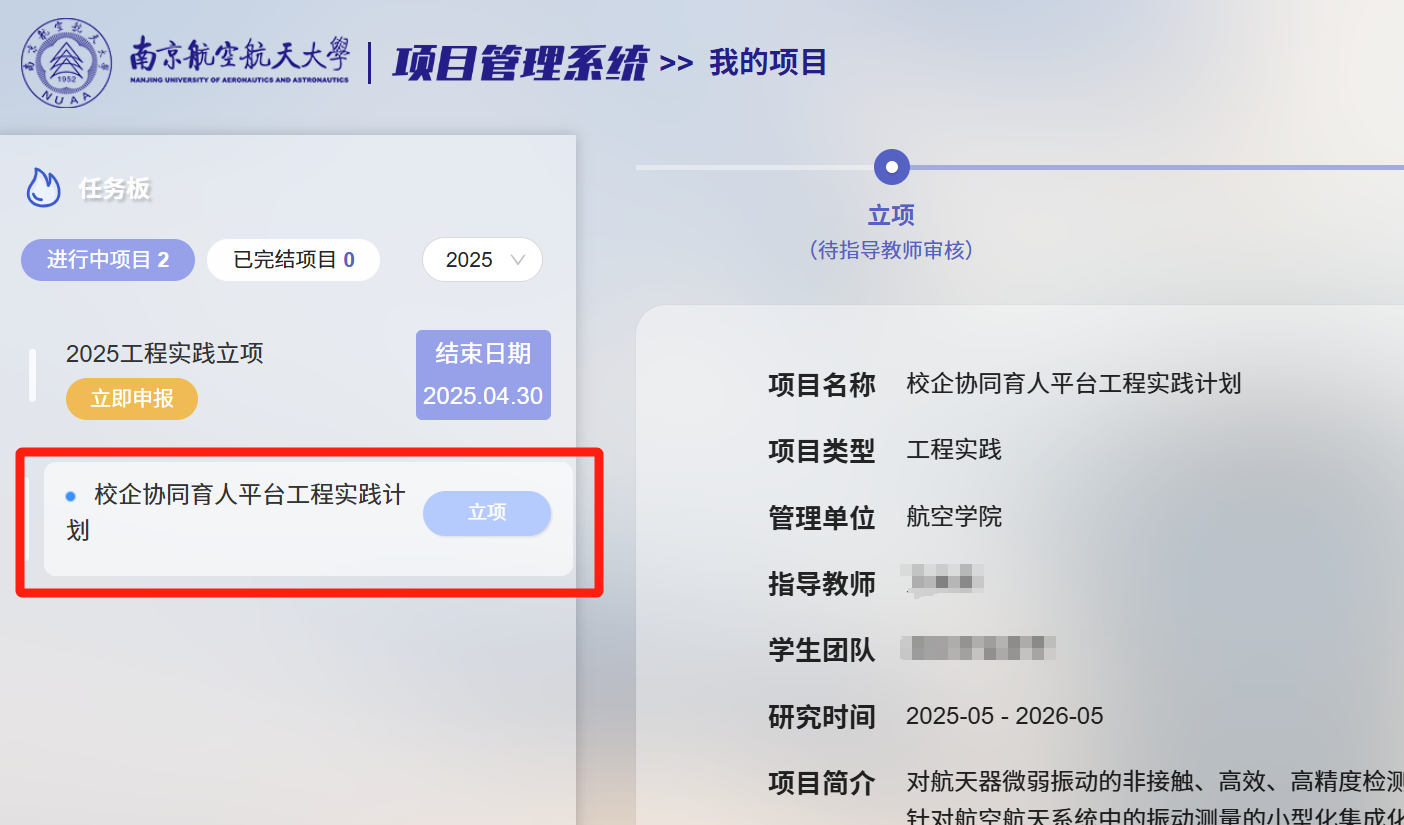 南京航空航天大學
NANJING UNIVERSITY OF AERONAUTICS AND ASTRONAUTICS
1952
NUAA
项目管理系统 >> 我的项目
任务板
进行中项目 2
已完结项目 0
2025
2025工程实践立项
立即申报
结束日期
2025.04.30
校企协同育人平台工程实践计
划
立项
立项
（待指导教师审核）
项目名称 校企协同育人平台工程实践计划
项目类型 工程实践
管理单位 航空学院
指导教师
学生团队
研究时间 2025-05 - 2026-05
项目简介 对航天器微弱振动的非接触、高效、高精度检测
针对航空航天系统中的振动测量的小型化集成化